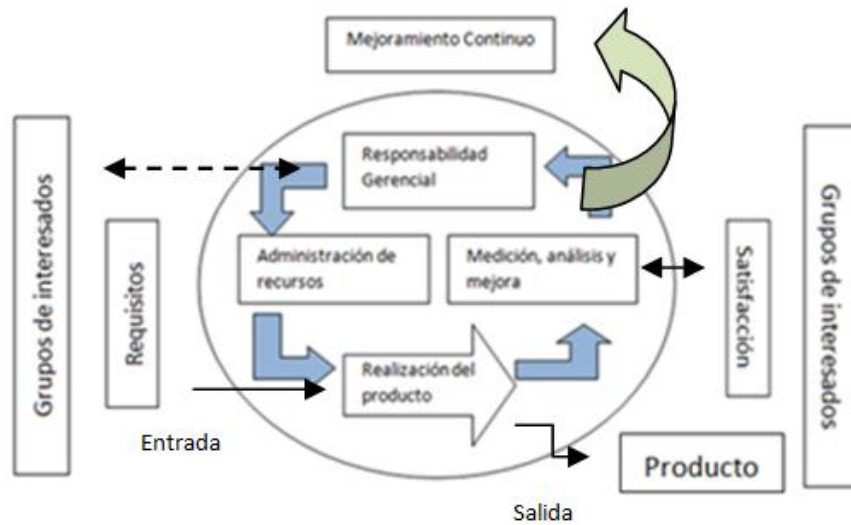 Mejoramiento Continuo
Grupos de interesados
Requisitos
Responsabilidad
Gerencial
Administración de
recursos
Medición, análisis y
mejora
Realización del
producto
Satisfacción
Grupos de interesados
Entrada
Producto
Salida